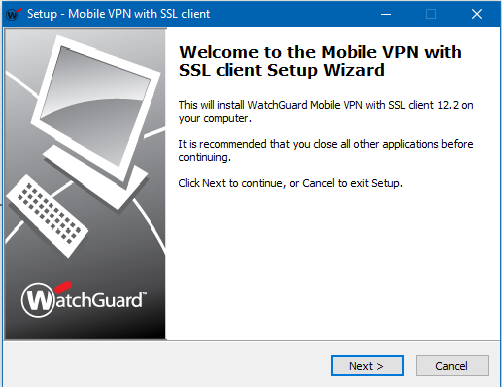 Setup - Mobile VPN with SSL client
Welcome to the Mobile VPN with
SSL client Setup Wizard
This will install WatchGuard Mobile VPN with SSL client 12.2 on
your computer.
It is recommended that you close all other applications before
continuing.
Click Next to continue, or Cancel to exit Setup.
WatchGuard™
Next >
Cancel